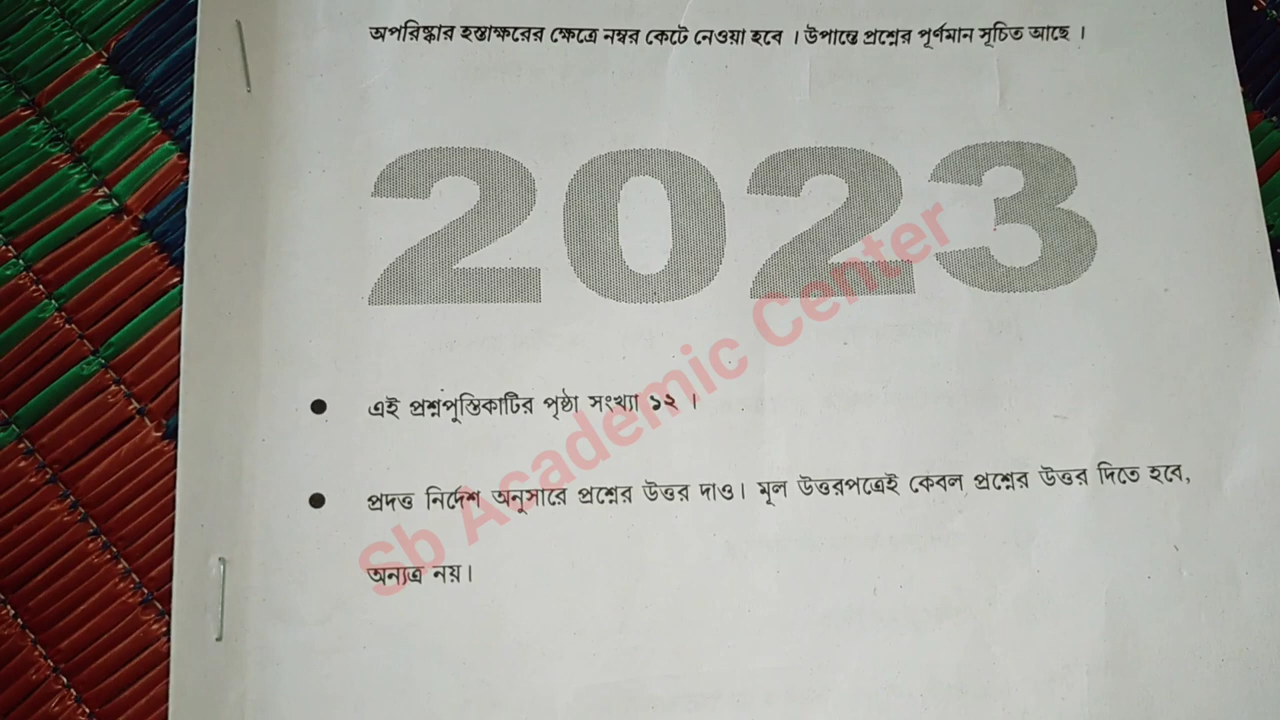 অপরিষ্কার হস্তাক্ষরের ক্ষেত্রে নম্বর কেটে নেওয়া হবে । উপান্তে প্রশ্নের পূর্ণমান সূচিত আছে ।
2023
Sb Academic Center
এই প্রশ্নপুস্তিকাটির পৃষ্ঠা সংখ্যা ১২ ।
প্রদত্ত নির্দেশ অনুসারে প্রশ্নের উত্তর দাও। মূল উত্তরপত্রেই কেবল প্রশ্নের উত্তর দিতে হবে,
অন্যত্র নয়।